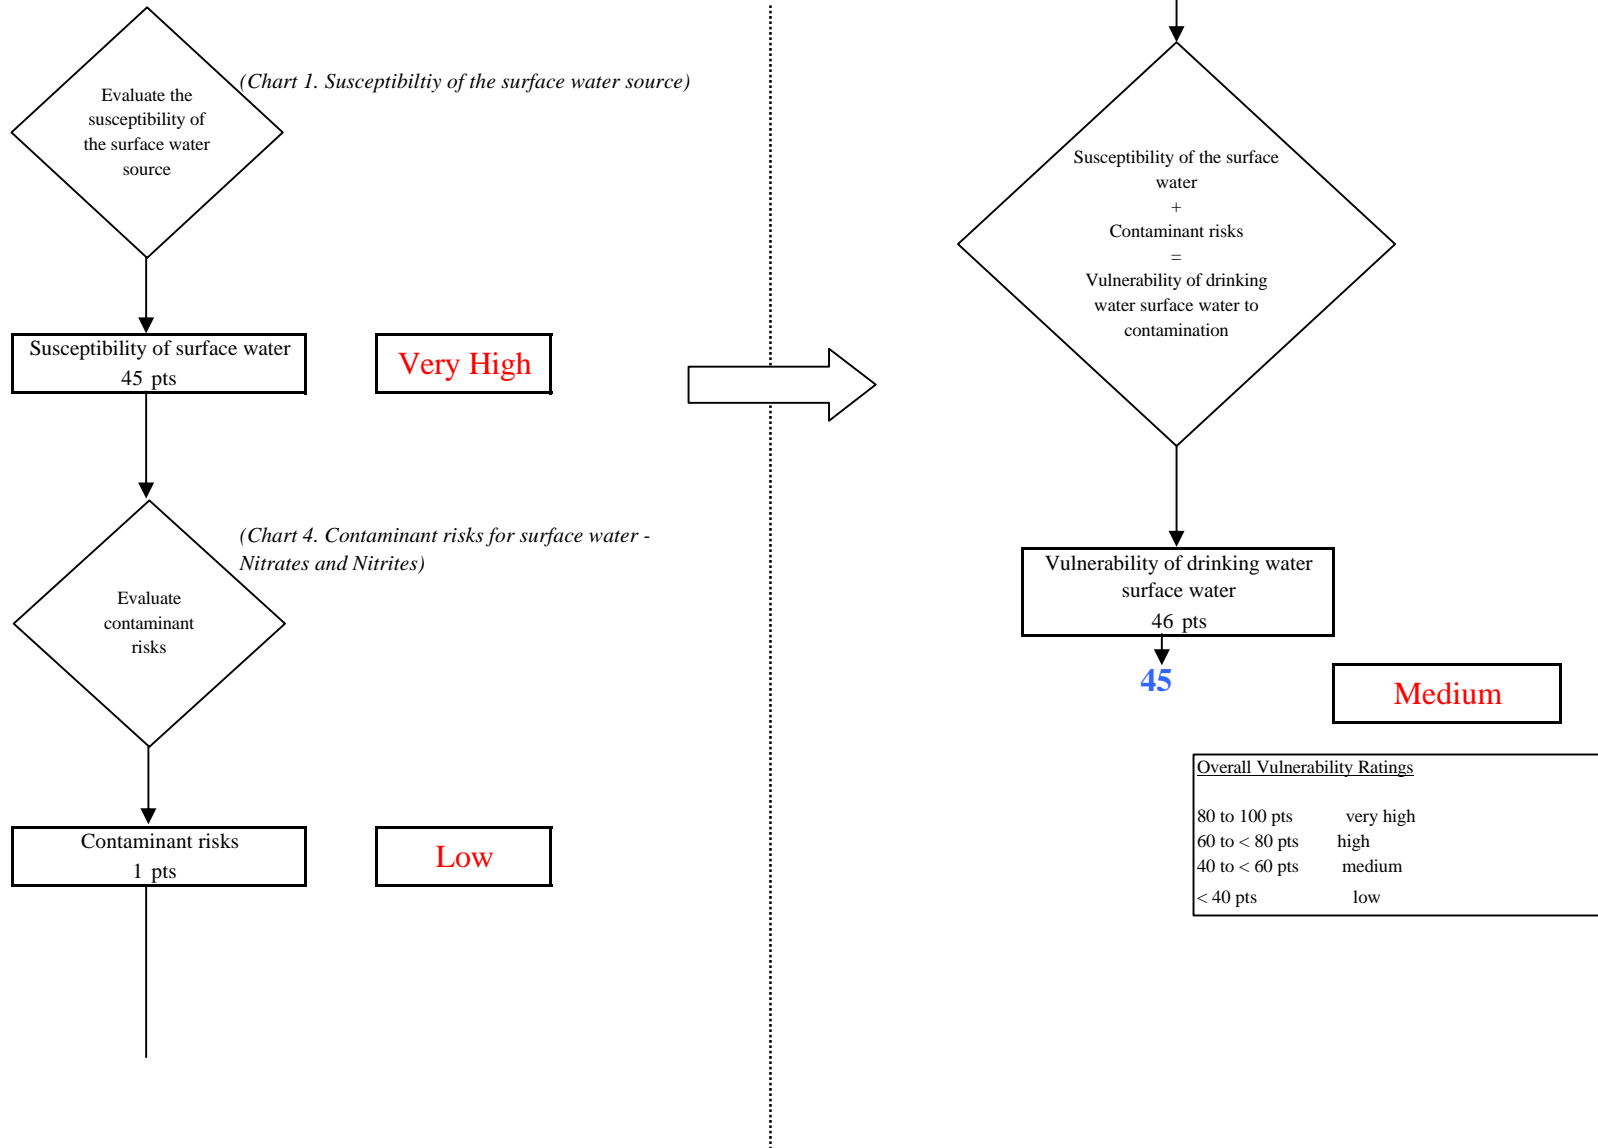 (Chart 1. Susceptibiltiy of the surface water source)
Evaluate the
susceptibility of
the surface water
source
Susceptibility of surface water
45 pts
Very High
(Chart 4. Contaminant risks for surface water -
Nitrates and Nitrites)
Evaluate
contaminant
risks
Contaminant risks
1 pts
Low
Susceptibility of the surface
water
+
Contaminant risks
=
Vulnerability of drinking
water surface water to
contamination
Vulnerability of drinking water
surface water
46 pts
45
Medium
Overall Vulnerability Ratings
80 to 100 pts very high
60 to < 80 pts high
40 to < 60 pts medium
< 40 pts low